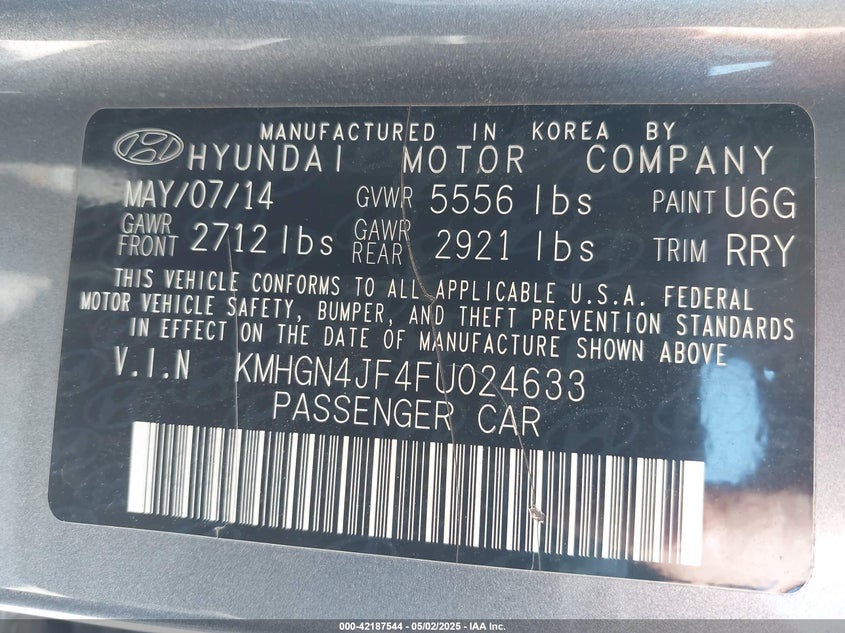 MANUFACTURED IN KOREA BY
HYUNDAI MOTOR COMPANY
MAY/07/14 GVWR 5556 lbs PAINT U6G
GAWR FRONT 2712 lbs GAWR REAR 2921 lbs TRIM RRY
THIS VEHICLE CONFORMS TO ALL APPLICABLE U.S.A. FEDERAL
MOTOR VEHICLE SAFETY, BUMPER, AND THEFT PREVENTION STANDARDS
IN EFFECT ON THE DATE OF MANUFACTURE SHOWN ABOVE
V.I.N KMHGN4JF4FU024633
PASSENGER CAR
000-42187544 - 05/02/2025 - IAA Inc.